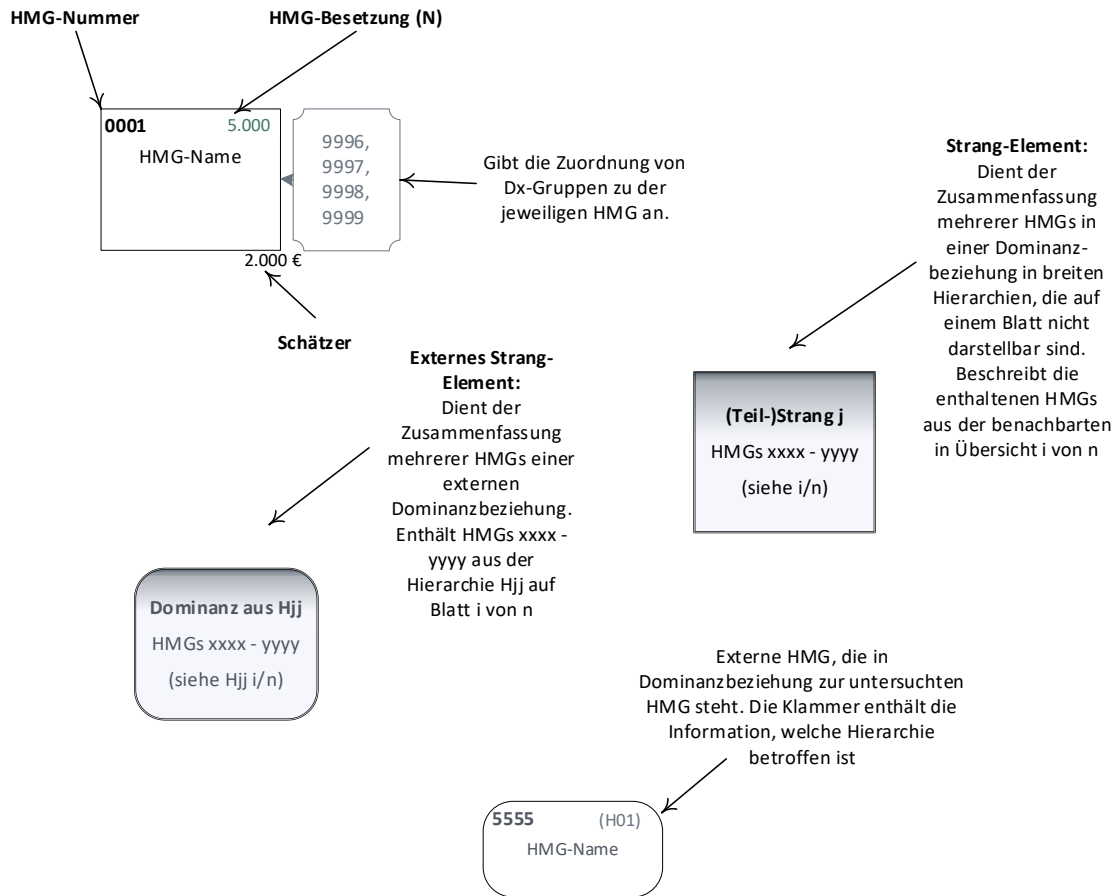 HMG-Nummer
HMG-Besetzung (N)
0001
5.000
HMG-Name
9996,
9997,
9998,
9999
Gibt die Zuordnung von
Dx-Gruppen zu der
jeweiligen HMG an.
2.000 €
Schätzer
Strang-Element:
Dient der
Zusammenfassung
mehrerer HMGs in
einer Dominanz-
beziehung in breiten
Hierarchien, die auf
einem Blatt nicht
darstellbar sind.
Beschreibt die
enthaltenen HMGs
aus der benachbarten
in Übersicht i von n
(Teil-)Strang j
HMGs xxxx - yyyy
(siehe i/n)
Externes Strang-
Element:
Dient der
Zusammenfassung
mehrerer HMGs einer
externen
Dominanzbeziehung.
Enthält HMGs xxxx -
yyyy aus der
Hierarchie Hjj auf
Blatt i von n
Dominanz aus Hjj
HMGs xxxx - yyyy
(siehe Hjj i/n)
Externe HMG, die in
Dominanzbeziehung zur untersuchten
HMG steht. Die Klammer enthält die
Information, welche Hierarchie
betroffen ist
5555
(H01)
HMG-Name